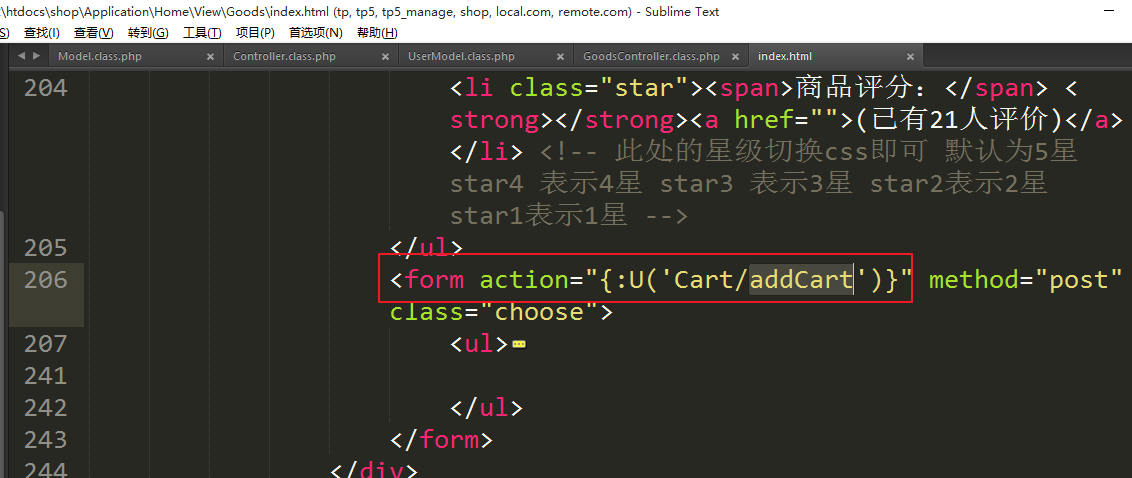 :\htdocs\shop\Application\Home\View\Goods\index.html (tp, tp5, tp5_manage, shop, local.com, remote.com) - Sublime Text
S) 查找(I) 查看(V) 转到(G) 工具(T) 项目(P) 首选项(N) 帮助(H)
Model.class.php × Controller.class.php × UserModel.class.php × GoodsController.class.php × index.html ×
204 <li class="star"><span>商品评分：</span> <
strong></strong><a href="">(已有21人评价)</a>
</li> <!-- 此处的星级切换css即可 默认为5星
star4 表示4星 star3 表示3星 star2表示2星
star1表示1星 -->
205 </ul>
206 <form action="{:U('Cart/addCart')}" method="post"
class="choose">
207 <ul>
241
242 </ul>
243 </form>
244 </div>